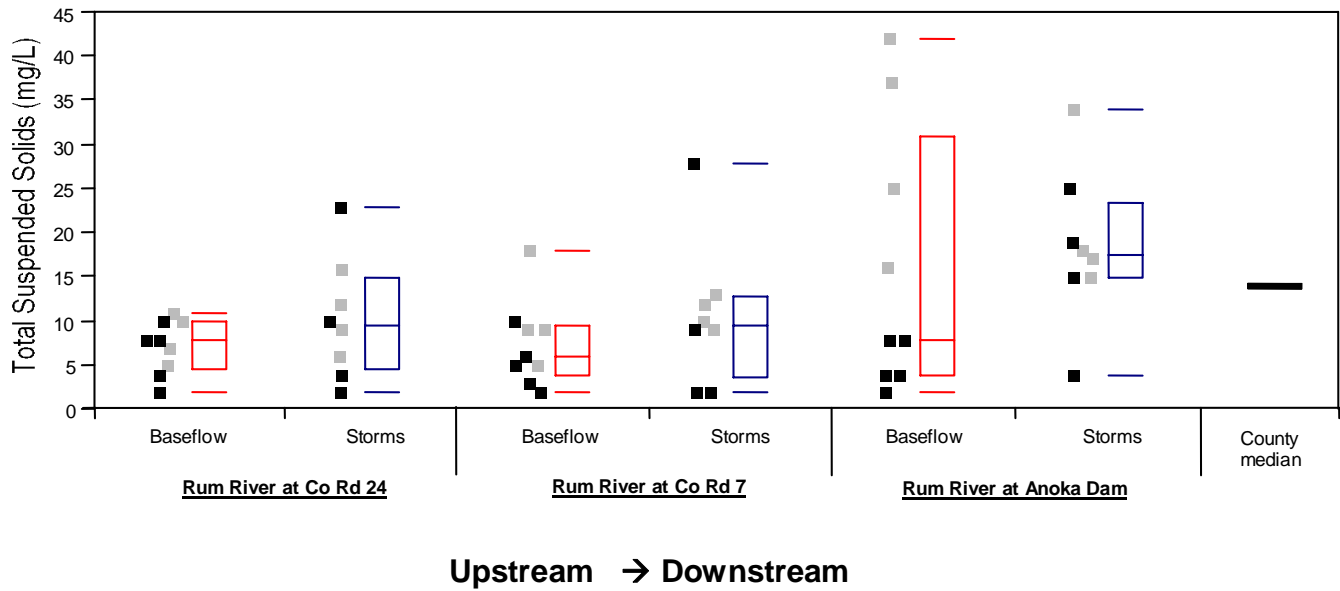 Total Suspended Solids (mg/L)
45
40
35
30
25
20
15
10
5
0
Baseflow Storms Baseflow Storms Baseflow Storms County
median
Rum River at Co Rd 24 Rum River at Co Rd 7 Rum River at Anoka Dam
Upstream → Downstream